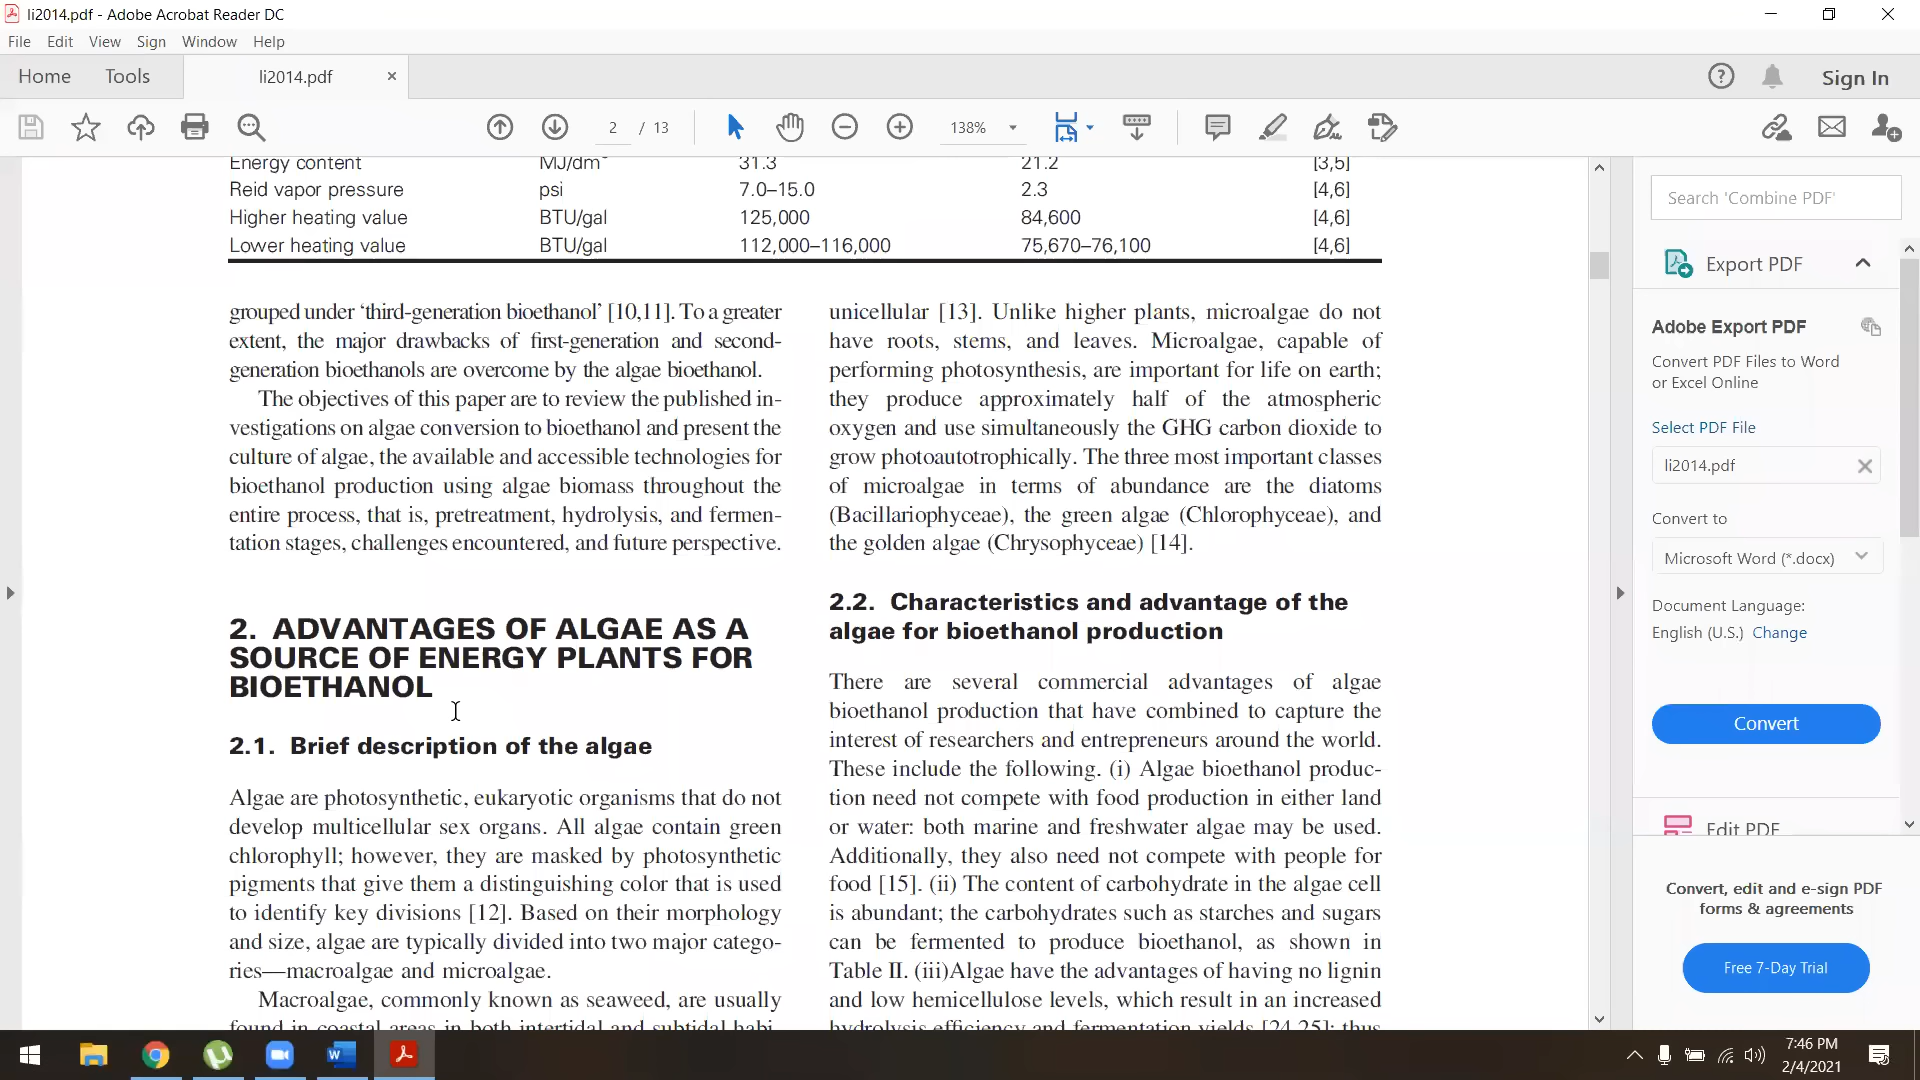 li2014.pdf - Adobe Acrobat Reader DC
File Edit View Sign Window Help
Home Tools li2014.pdf × Sign In
2 / 13 138%
Energy content MJ/dm 31.3 21.2 [3,5]
Reid vapor pressure psi 7.0–15.0 2.3 [4,6]
Higher heating value BTU/gal 125,000 84,600 [4,6]
Lower heating value BTU/gal 112,000–116,000 75,670–76,100 [4,6]
grouped under ‘third-generation bioethanol’ [10,11]. To a greater
extent, the major drawbacks of first-generation and second-
generation bioethanols are overcome by the algae bioethanol.
The objectives of this paper are to review the published in-
vestigations on algae conversion to bioethanol and present the
culture of algae, the available and accessible technologies for
bioethanol production using algae biomass throughout the
entire process, that is, pretreatment, hydrolysis, and fermen-
tation stages, challenges encountered, and future perspective.
2. ADVANTAGES OF ALGAE AS A
SOURCE OF ENERGY PLANTS FOR
BIOETHANOL
2.1. Brief description of the algae
Algae are photosynthetic, eukaryotic organisms that do not
develop multicellular sex organs. All algae contain green
chlorophyll; however, they are masked by photosynthetic
pigments that give them a distinguishing color that is used
to identify key divisions [12]. Based on their morphology
and size, algae are typically divided into two major catego-
ries—macroalgae and microalgae.
Macroalgae, commonly known as seaweed, are usually
found in coastal areas in both intertidal and subtidal habi-
unicellular [13]. Unlike higher plants, microalgae do not
have roots, stems, and leaves. Microalgae, capable of
performing photosynthesis, are important for life on earth;
they produce approximately half of the atmospheric
oxygen and use simultaneously the GHG carbon dioxide to
grow photoautotrophically. The three most important classes
of microalgae in terms of abundance are the diatoms
(Bacillariophyceae), the green algae (Chlorophyceae), and
the golden algae (Chrysophyceae) [14].
2.2. Characteristics and advantage of the
algae for bioethanol production
There are several commercial advantages of algae
bioethanol production that have combined to capture the
interest of researchers and entrepreneurs around the world.
These include the following. (i) Algae bioethanol produc-
tion need not compete with food production in either land
or water: both marine and freshwater algae may be used.
Additionally, they also need not compete with people for
food [15]. (ii) The content of carbohydrate in the algae cell
is abundant; the carbohydrates such as starches and sugars
can be fermented to produce bioethanol, as shown in
Table II. (iii)Algae have the advantages of having no lignin
and low hemicellulose levels, which result in an increased
hydrolysis efficiency and fermentation yields [24,25]; thus
Search 'Combine PDF'
Export PDF
Adobe Export PDF
Convert PDF Files to Word
or Excel Online
Select PDF File
li2014.pdf
Convert to
Microsoft Word (*.docx)
Document Language:
English (U.S.) Change
Convert
Edit PDF
Convert, edit and e-sign PDF
forms & agreements
Free 7-Day Trial
7:46 PM
2/4/2021